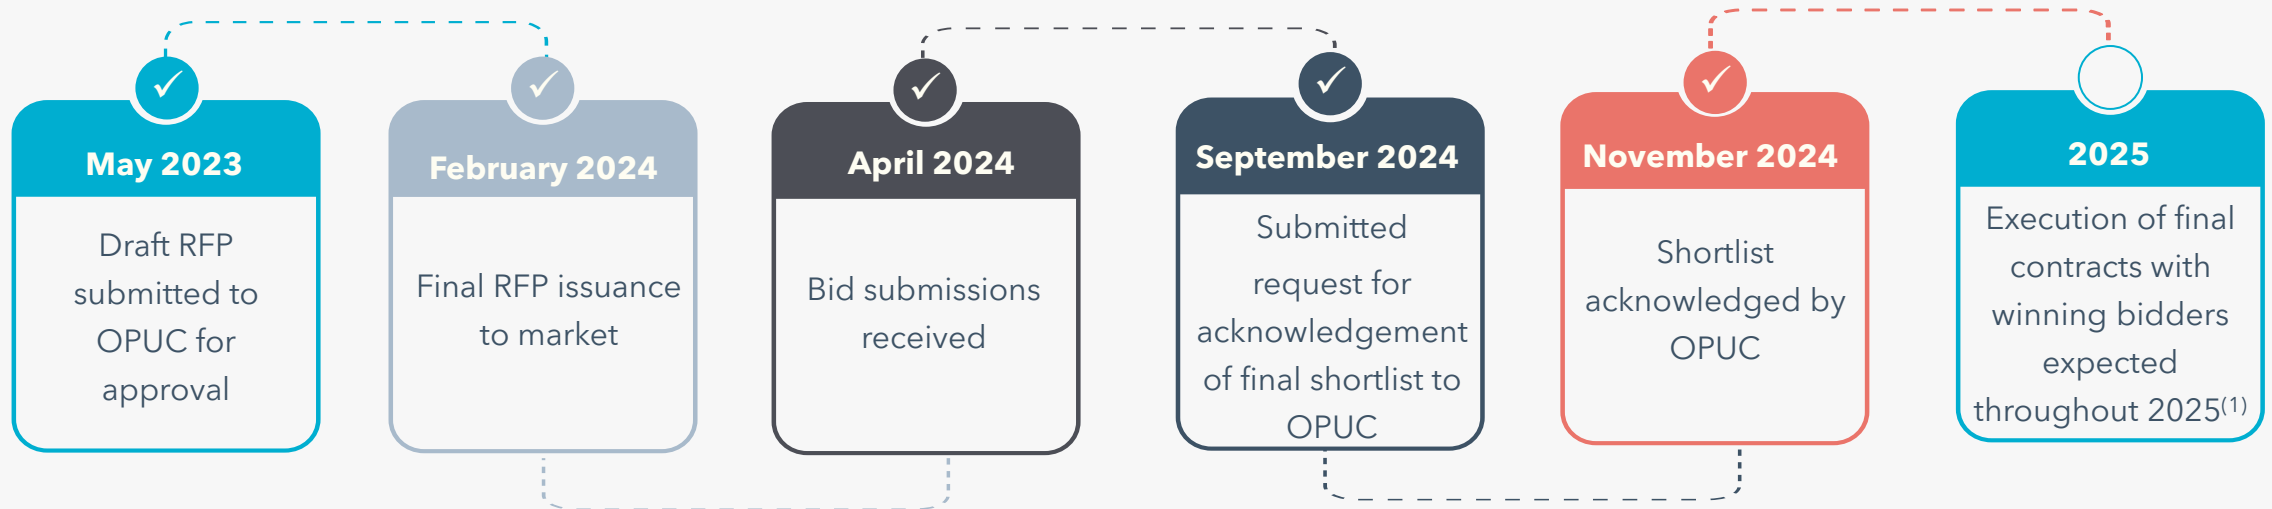 May 2023
Draft RFP
submitted to
OPUC for
approval
February 2024
Final RFP issuance
to market
April 2024
Bid submissions
received
September 2024
Submitted
request for
acknowledgement
of final shortlist to
OPUC
November 2024
Shortlist
acknowledged by
OPUC
2025
Execution of final
contracts with
winning bidders
expected
throughout 2025(1)